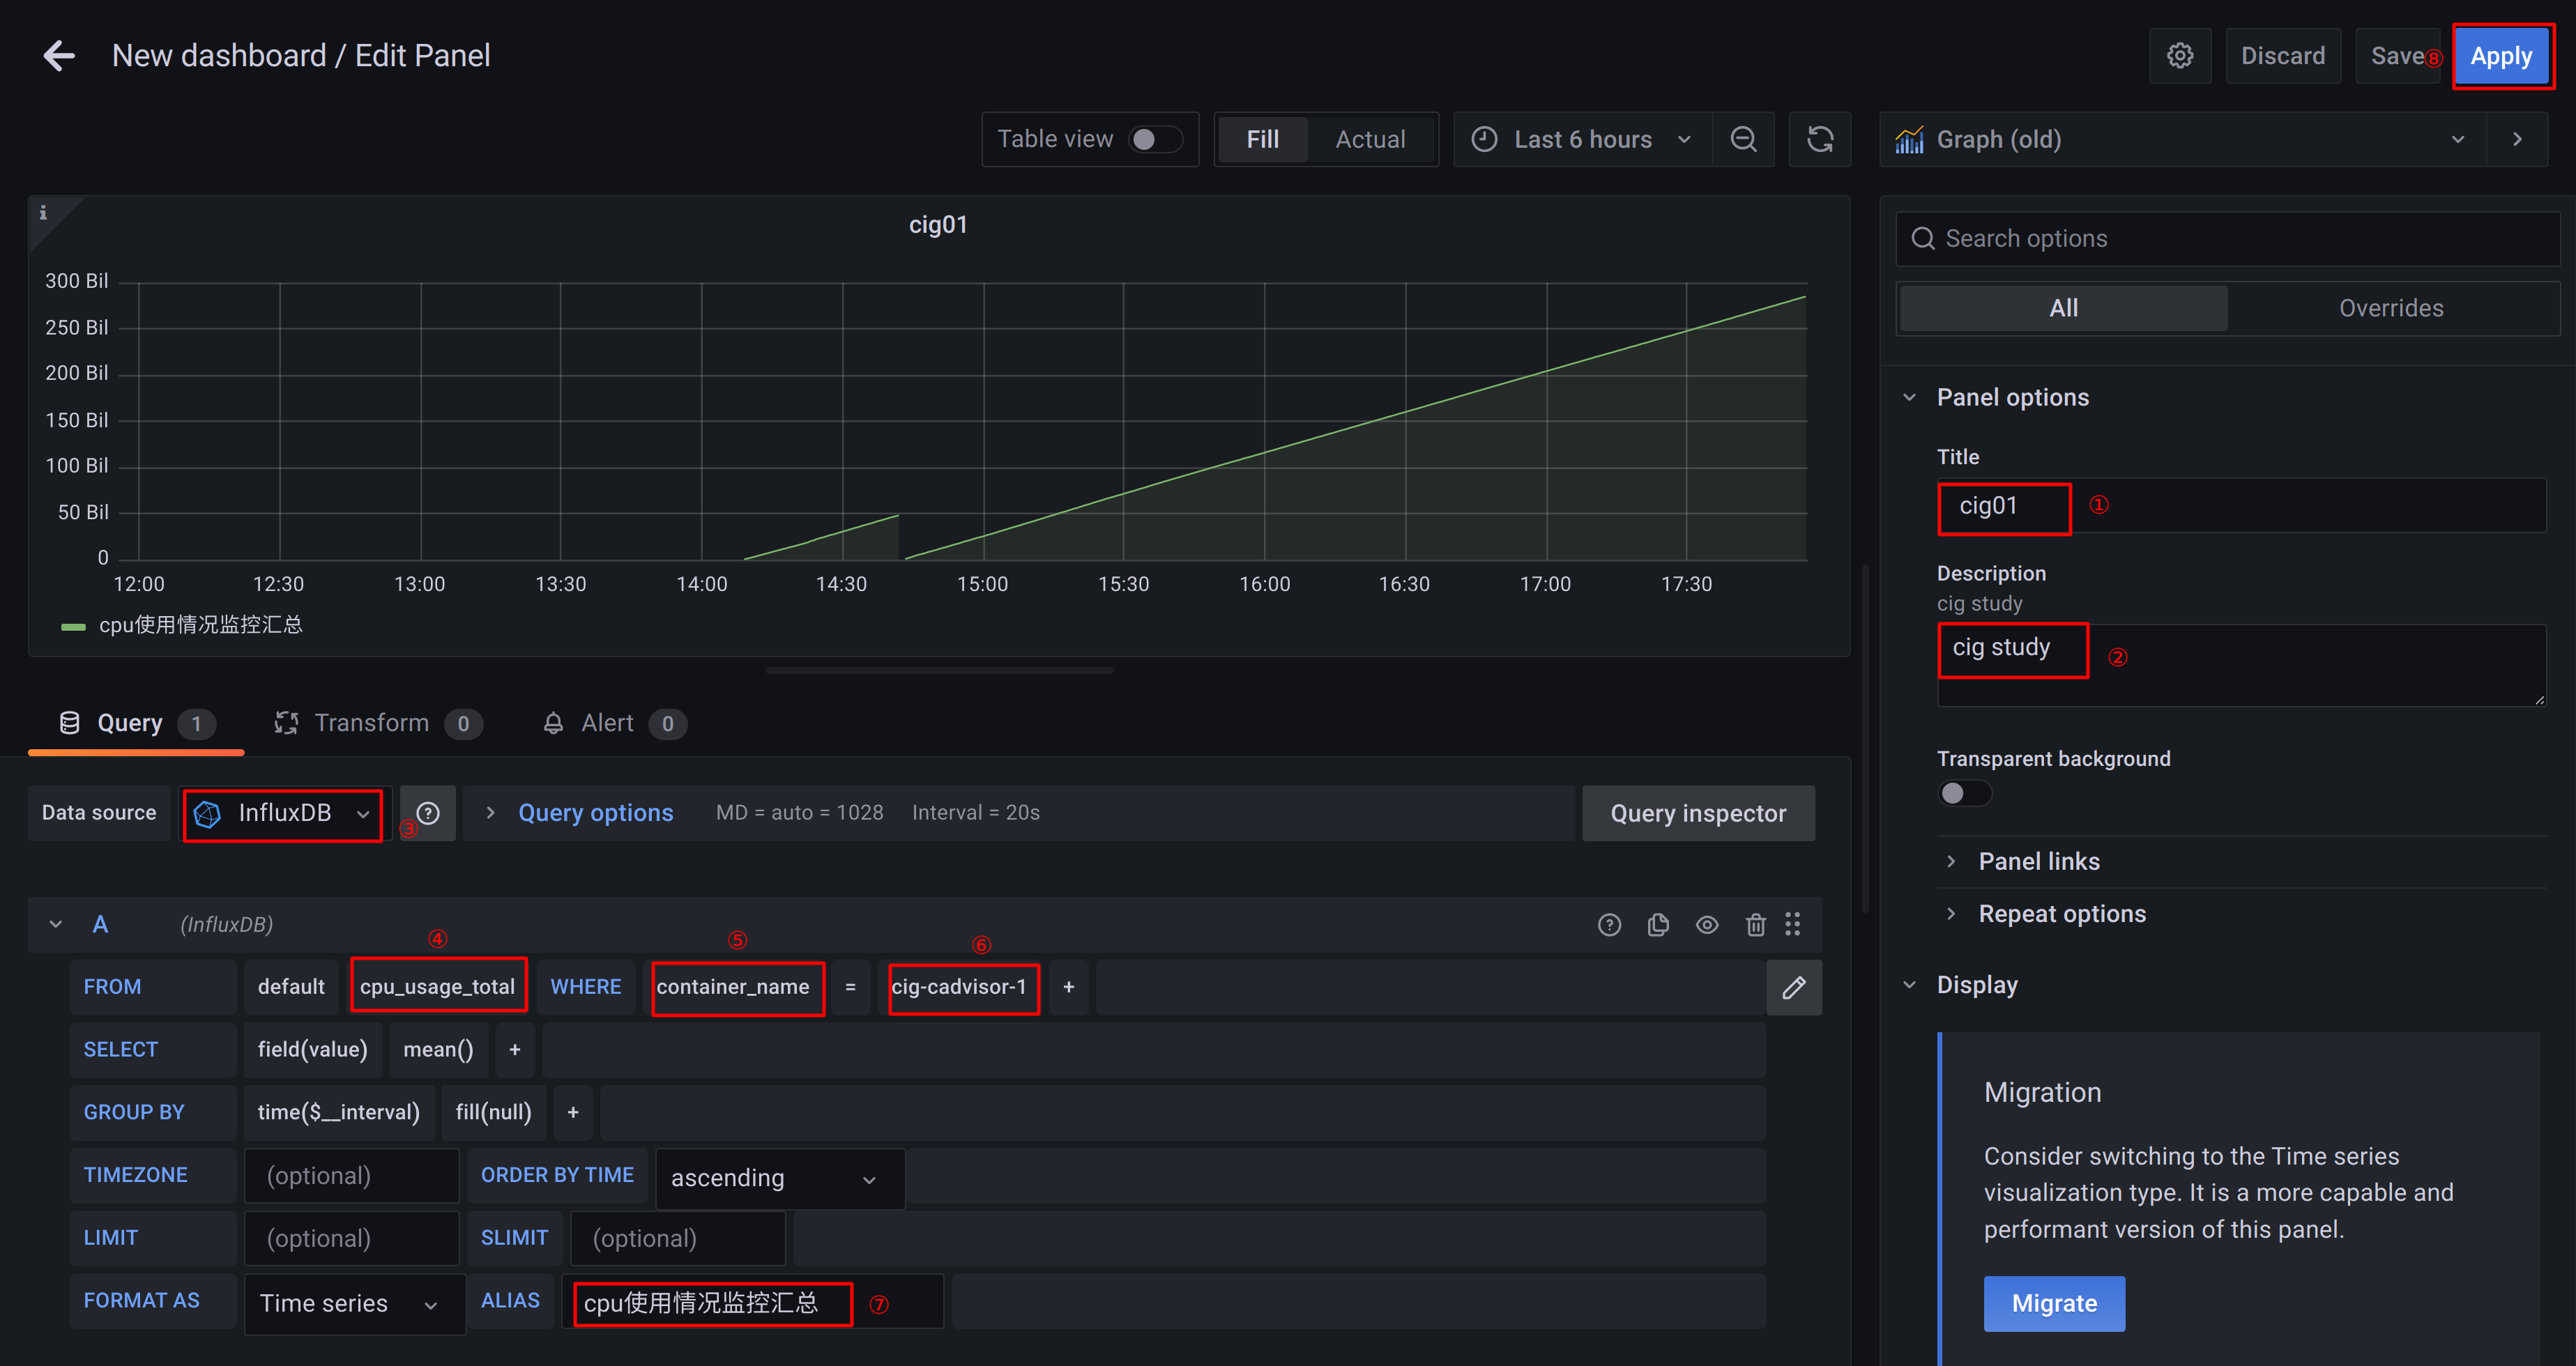 New dashboard / Edit Panel
Discard
Save
⑧
Apply
Table view
Fill
Actual
Last 6 hours
Graph (old)
cig01
300 Bil
250 Bil
200 Bil
150 Bil
100 Bil
50 Bil
0
12:00 12:30 13:00 13:30 14:00 14:30 15:00 15:30 16:00 16:30 17:00 17:30
cpu使用情况监控汇总
Search options
All
Overrides
Panel options
Title
cig01 ①
Description
cig study
cig study ②
Transparent background
Panel links
Repeat options
Display
Migration
Consider switching to the Time series
visualization type. It is a more capable and
performant version of this panel.
Migrate
Query 1
Transform 0
Alert 0
Data source
InfluxDB
③
Query options
MD = auto = 1028
Interval = 20s
Query inspector
A
(InfluxDB)
④ ⑤ ⑥
FROM default cpu_usage_total WHERE container_name = cig-cadvisor-1 +
SELECT field(value) mean() +
GROUP BY time($__interval) fill(null) +
TIMEZONE (optional) ORDER BY TIME ascending
LIMIT (optional) SLIMIT (optional)
FORMAT AS Time series ALIAS cpu使用情况监控汇总 ⑦